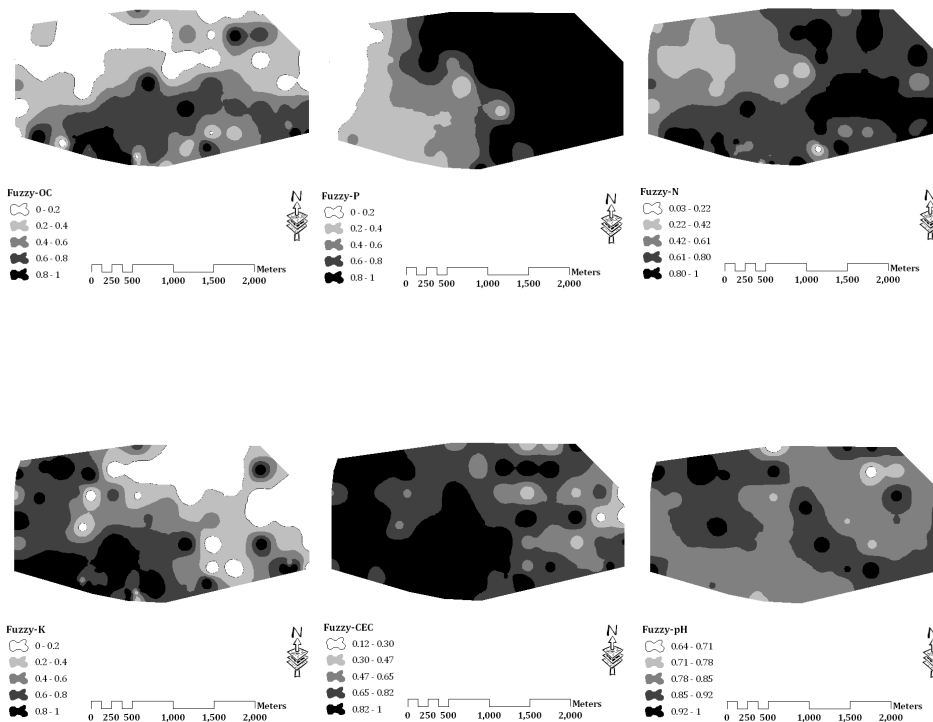 Fuzzy-OC
N
0 - 0.2
0.2 - 0.4
0.4 - 0.6
0.6 - 0.8
0.8 - 1
Meters
0 250 500 1,000 1,500 2,000
Fuzzy-P
N
0 - 0.2
0.2 - 0.4
0.4 - 0.6
0.6 - 0.8
0.8 - 1
Meters
0 250 500 1,000 1,500 2,000
Fuzzy-N
N
0.03 - 0.22
0.22 - 0.42
0.42 - 0.61
0.61 - 0.80
0.80 - 1
Meters
0 250 500 1,000 1,500 2,000
Fuzzy-K
N
0 - 0.2
0.2 - 0.4
0.4 - 0.6
0.6 - 0.8
0.8 - 1
Meters
0 250 500 1,000 1,500 2,000
Fuzzy-CEC
N
0.12 - 0.30
0.30 - 0.47
0.47 - 0.65
0.65 - 0.82
0.82 - 1
Meters
0 250 500 1,000 1,500 2,000
Fuzzy-pH
N
0.64 - 0.71
0.71 - 0.78
0.78 - 0.85
0.85 - 0.92
0.92 - 1
Meters
0 250 500 1,000 1,500 2,000